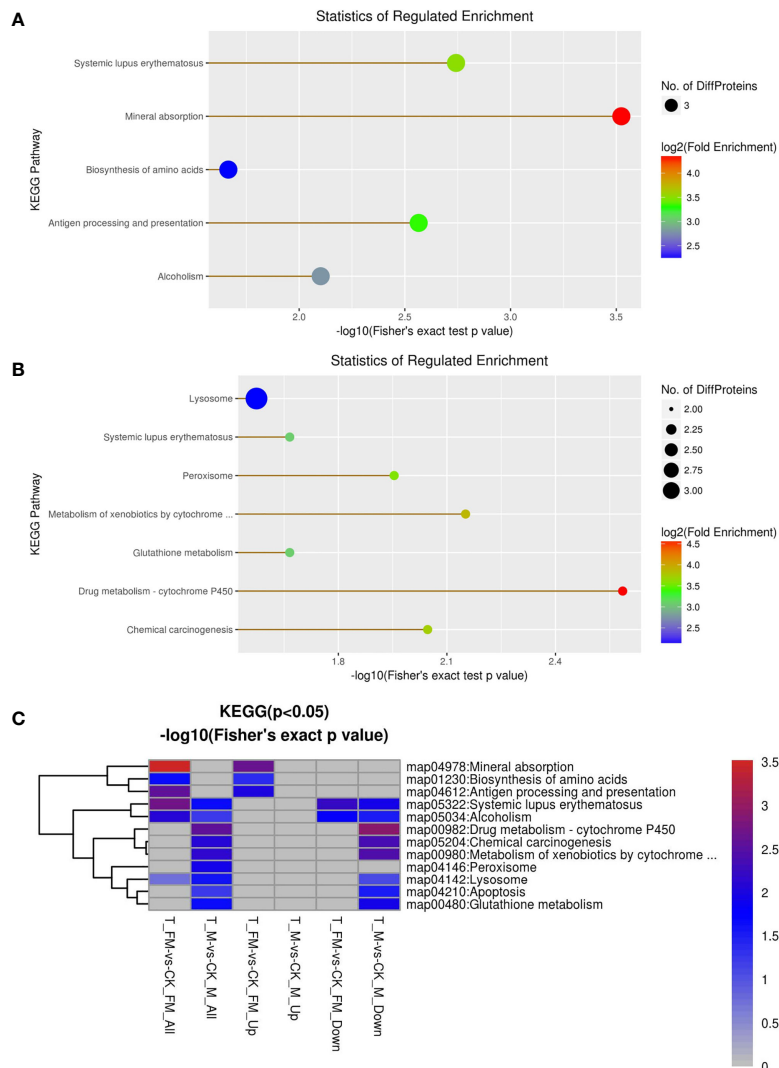 A
Statistics of Regulated Enrichment
KEGG Pathway
Systemic lupus erythematosus
Mineral absorption
Biosynthesis of amino acids
Antigen processing and presentation
Alcoholism
2.0
2.5
3.0
3.5
-log10(Fisher's exact test p value)
No. of DiffProteins
3
log2(Fold Enrichment)
4.0
3.5
3.0
2.5
B
Statistics of Regulated Enrichment
KEGG Pathway
Lysosome
Systemic lupus erythematosus
Peroxisome
Metabolism of xenobiotics by cytochrome ...
Glutathione metabolism
Drug metabolism - cytochrome P450
Chemical carcinogenesis
1.8
2.1
2.4
-log10(Fisher's exact test p value)
No. of DiffProteins
2.00
2.25
2.50
2.75
3.00
log2(Fold Enrichment)
4.5
4.0
3.5
3.0
2.5
C
KEGG(p<0.05)
-log10(Fisher's exact p value)
map04978:Mineral absorption
map01230:Biosynthesis of amino acids
map04612:Antigen processing and presentation
map05322:Systemic lupus erythematosus
map05034:Alcoholism
map00982:Drug metabolism - cytochrome P450
map05204:Chemical carcinogenesis
map00980:Metabolism of xenobiotics by cytochrome ...
map04146:Peroxisome
map04142:Lysosome
map04210:Apoptosis
map00480:Glutathione metabolism
T_FM-vs-CK_FM_All
T_M-vs-CK_M_All
T_FM-vs-CK_FM_Up
T_M-vs-CK_M_Up
T_FM-vs-CK_FM_Down
T_M-vs-CK_M_Down
3.5
3
2.5
2
1.5
1
0.5
0